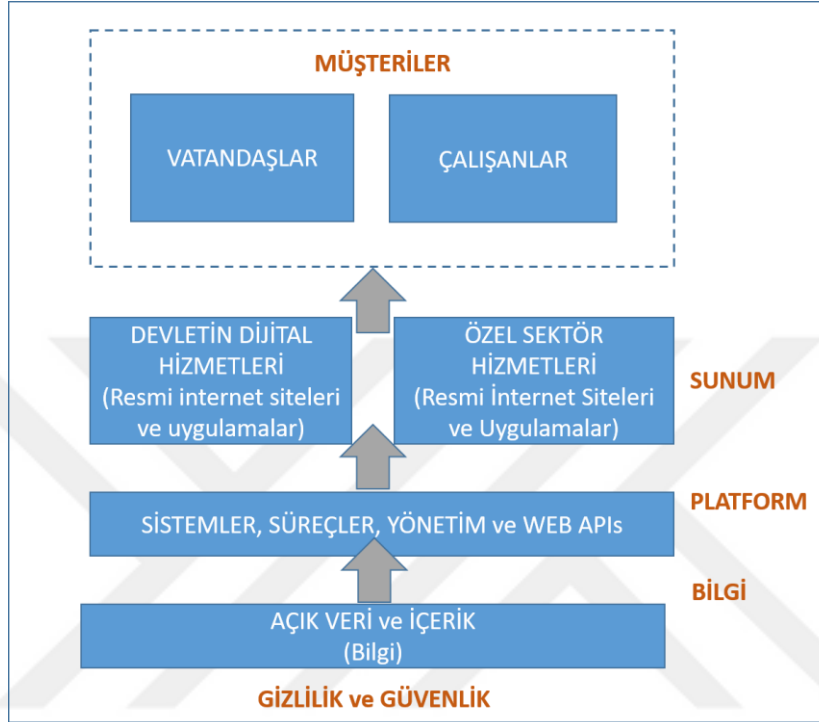 MÜŞTERİLER
VATANDAŞLAR
ÇALIŞANLAR
DEVLETİN DİJİTAL
HİZMETLERİ
(Resmi internet siteleri
ve uygulamalar)
ÖZEL SEKTÖR
HİZMETLERİ
(Resmi İnternet Siteleri
ve Uygulamalar)
SUNUM
PLATFORM
SİSTEMLER, SÜREÇLER, YÖNETİM ve WEB APIs
BİLGİ
AÇIK VERİ ve İÇERİK
(Bilgi)
GİZLİLİK ve GÜVENLİK